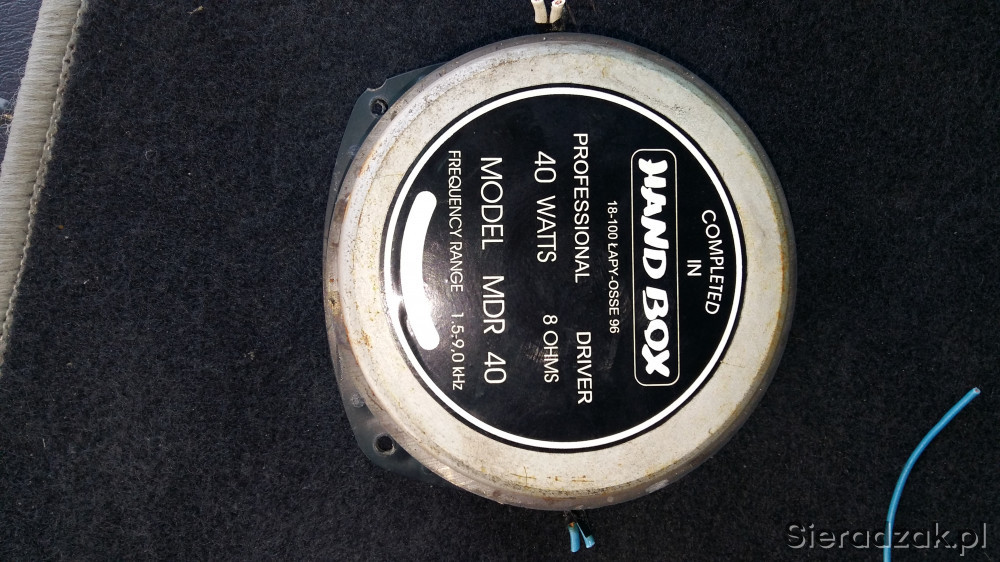 COMPLETED
IN
HAND BOX
18-100 ŁAPY-OSSE 96
PROFESSIONAL DRIVER
40 WATTS 8 OHMS
MODEL MDR 40
FREQUENCY RANGE 1,5-9,0 kHz
Sieradzak.pl